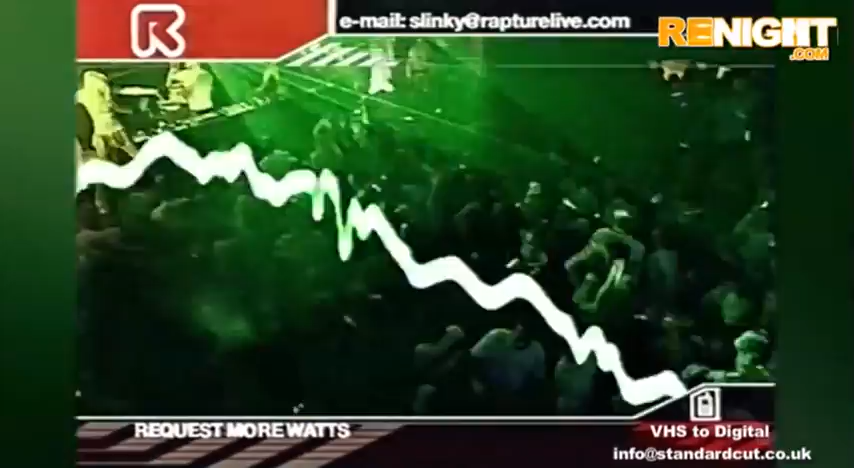 R
e-mail: slinky@rapturelive.com
RENIGHT
.COM
REQUEST MORE WATTS
VHS to Digital
info@standardcut.co.uk